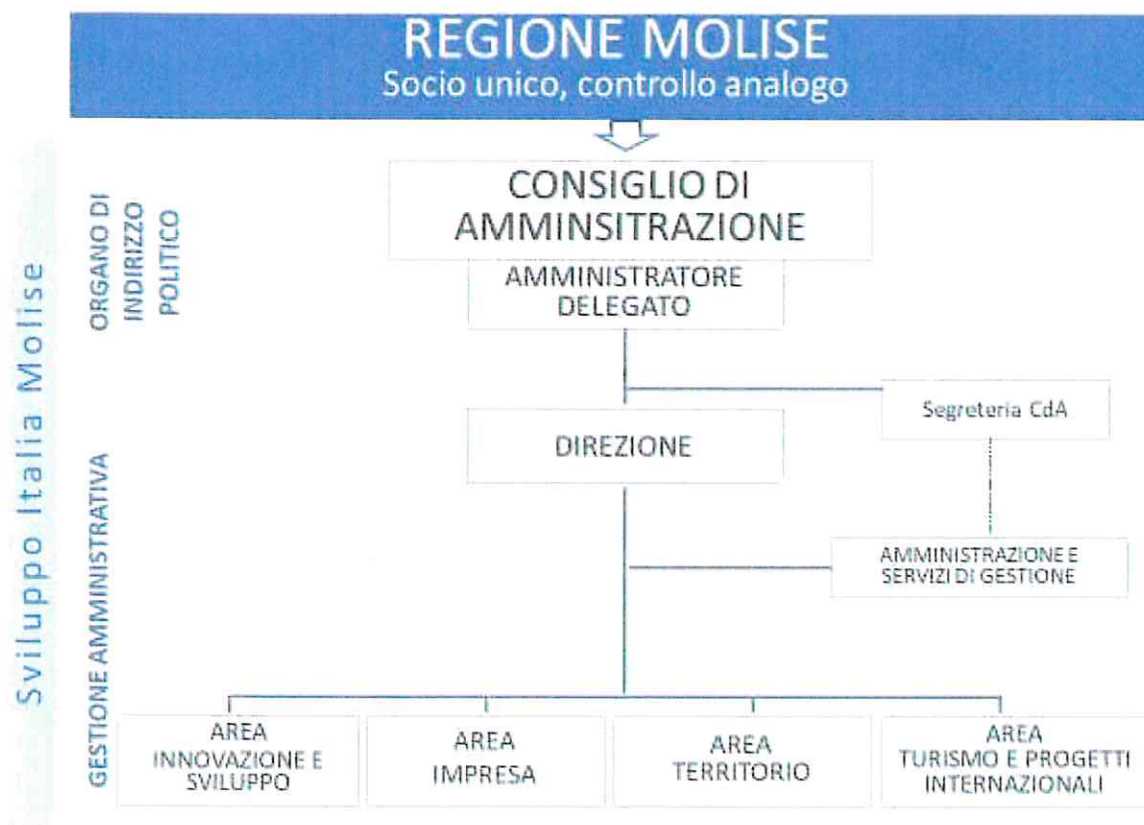 REGIONE MOLISE
Socio unico, controllo analogo
Sviluppo Italia Molise
ORGANO DI
INDIRIZZO
POLITICO
CONSIGLIO DI
AMMINSITRAZIONE
AMMINISTRATORE
DELEGATO
Segreteria CdA
DIREZIONE
GESTIONE AMMINISTRATIVA
AMMINISTRAZIONE E
SERVIZI DI GESTIONE
AREA
INNOVAZIONE E
SVILUPPO
AREA
IMPRESA
AREA
TERRITORIO
AREA
TURISMO E PROGETTI
INTERNAZIONALI